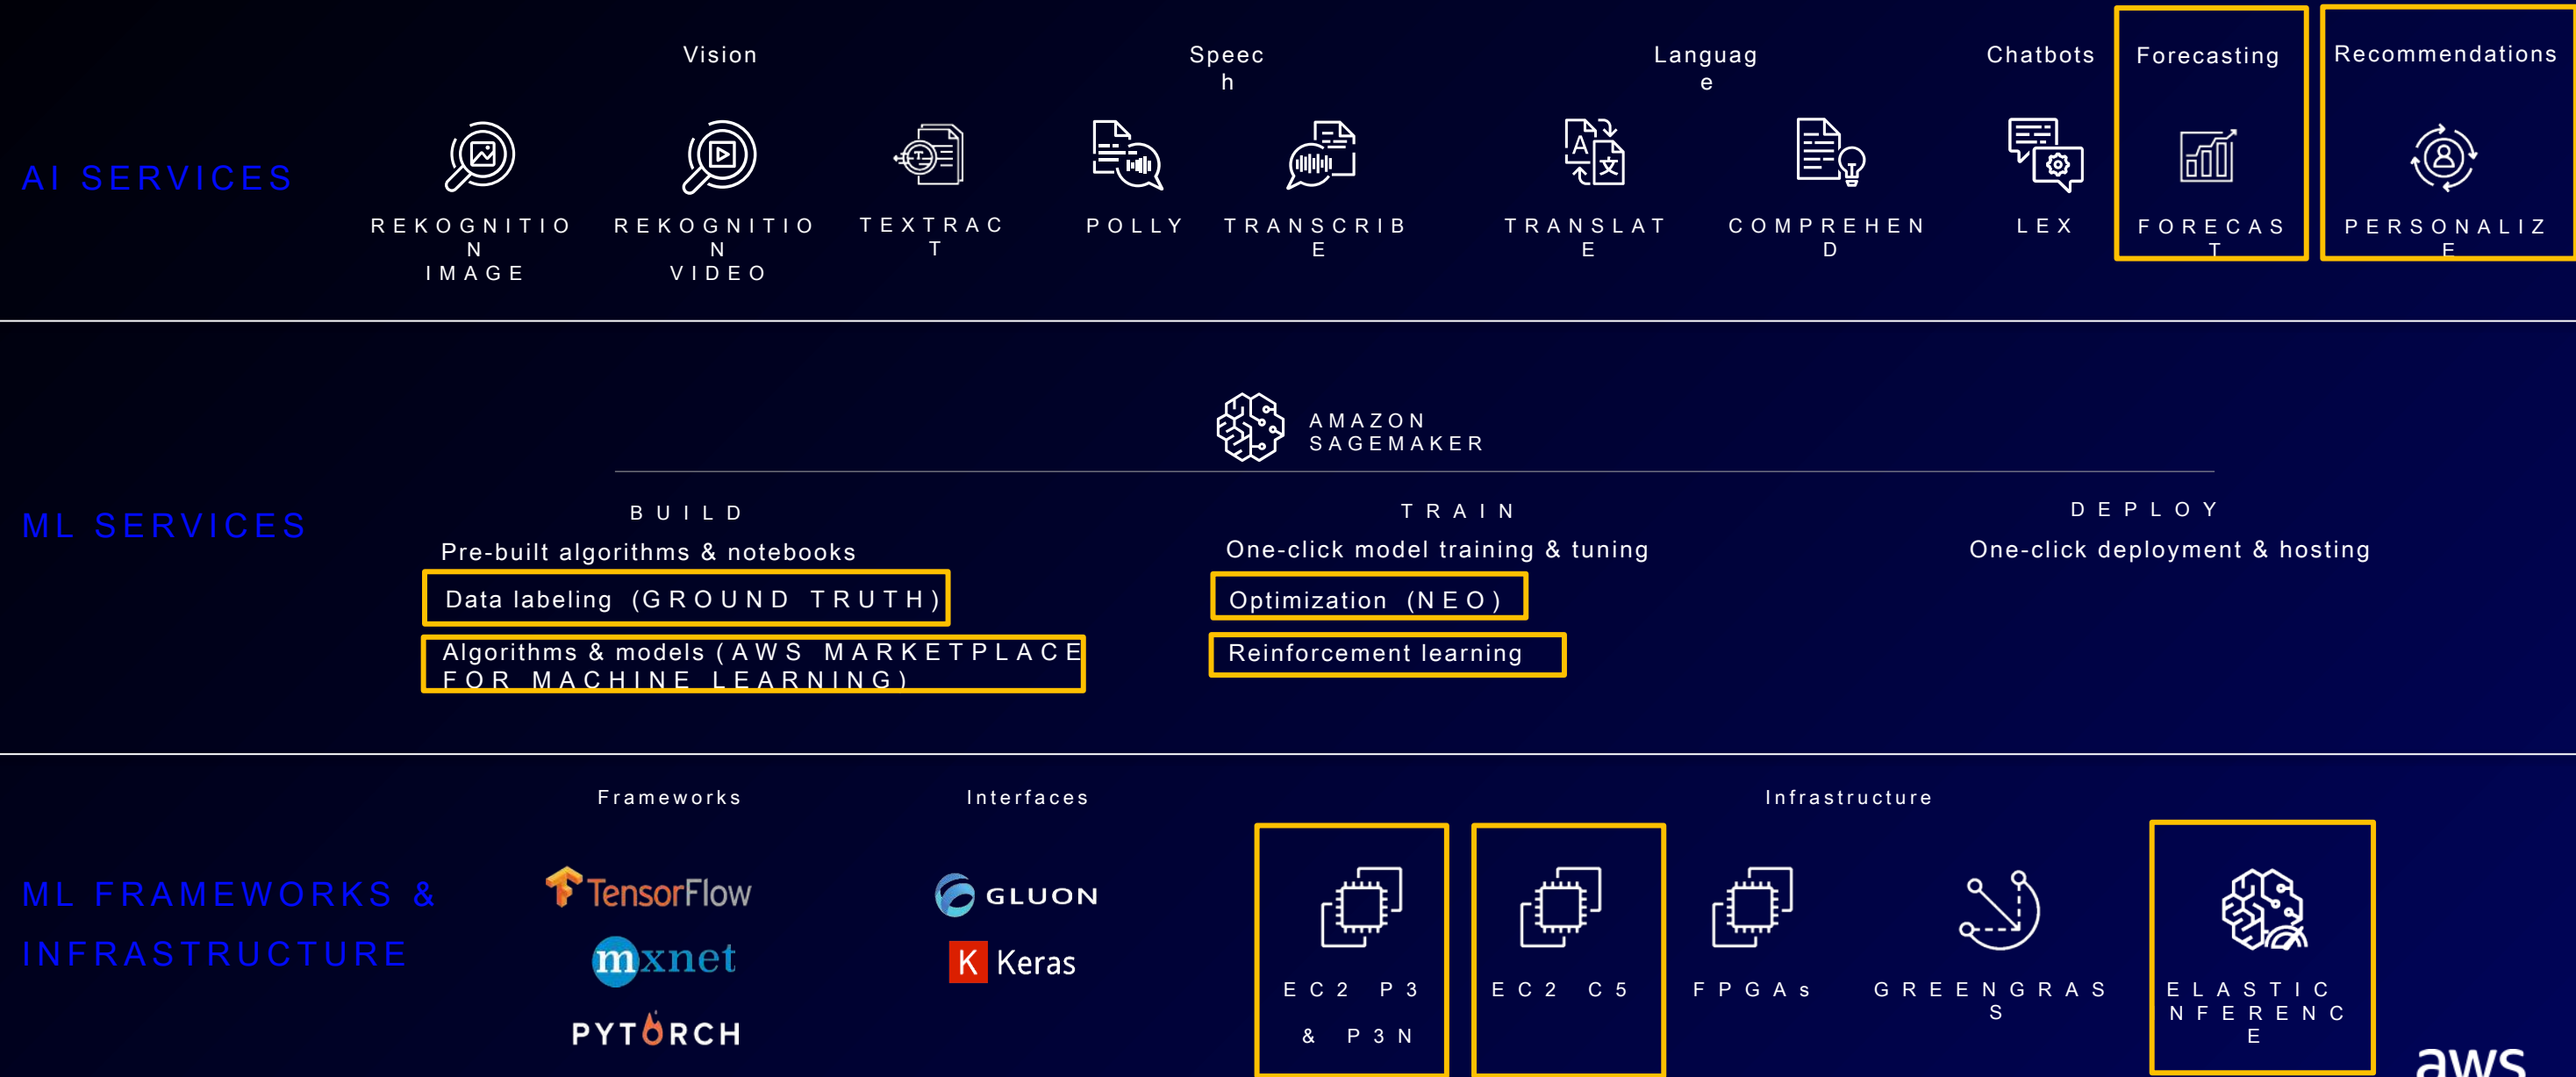 Vision
Speec
h
Languag
e
Chatbots
Forecasting
Recommendations
AI SERVICES
REKOGNITIO
N
IMAGE
REKOGNITIO
N
VIDEO
TEXTRAC
T
POLLY
TRANSCRIB
E
TRANSLAT
E
COMPREHEN
D
LEX
FORECAS
T
PERSONALIZ
E
AMAZON
SAGEMAKER
ML SERVICES
BUILD
Pre-built algorithms & notebooks
Data labeling (GROUND TRUTH)
Algorithms & models (AWS MARKETPLACE
FOR MACHINE LEARNING)
TRAIN
One-click model training & tuning
Optimization (NEO)
Reinforcement learning
DEPLOY
One-click deployment & hosting
ML FRAMEWORKS &
INFRASTRUCTURE
Frameworks
TensorFlow
mxnet
PYTORCH
Interfaces
GLUON
K Keras
Infrastructure
EC2 P3
& P3N
EC2 C5
FPGAs
GREENGRAS
S
ELASTIC
NFERENC
E
aws